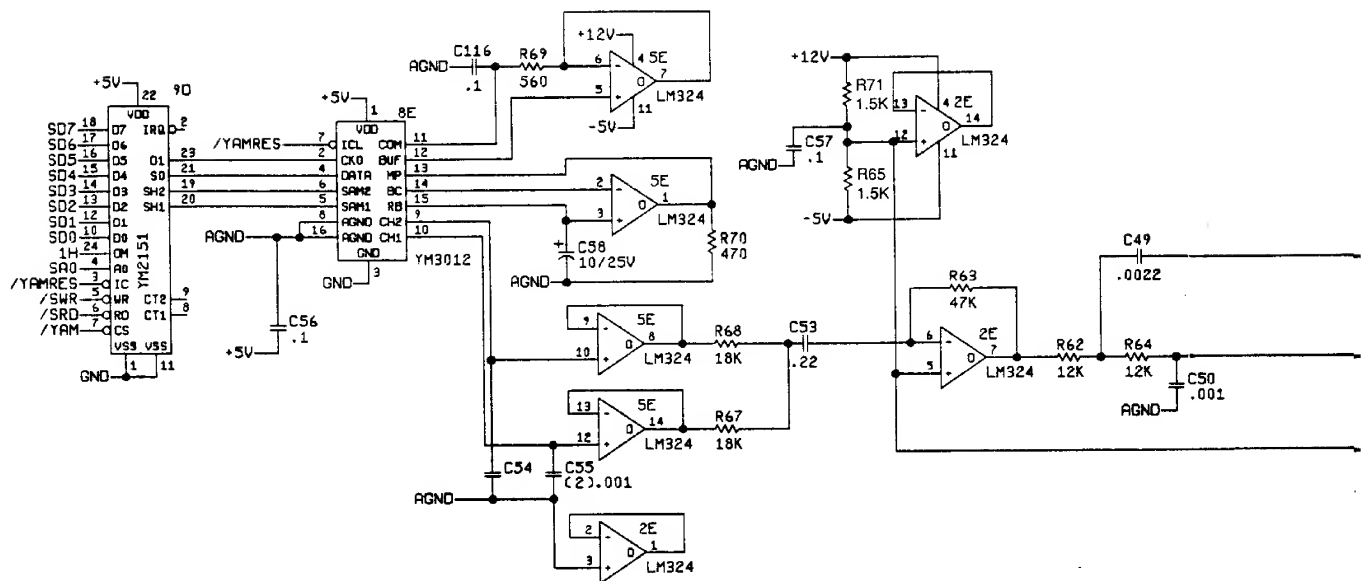 +5V
22
9D
VDD
SD7 18 D7 IRQ 2
SD6 17 D6
SD5 16 D5 O1 23
SD4 15 D4 SO 21
SD3 14 D3 SH2 19
SD2 13 D2 SH1 20
SD1 12 D1
SD0 10 D0
1H 24 OM
SA0 4 A0
/YAMRES 3 IC
/SWR 5 WR CT2 9
/SRD 6 RD CT1 8
/YAM 7 CS
YM2151
VSS VSS
GND 1 11
+5V
1
8E
VDD
/YAMRES 7 ICL COM 11
2 CKO BUF 12
4 DATA MP 13
6 SAM2 BC 14
5 SAM1 RB 15
8 AGND CH2 9
AGND 16 AGND CH1 10
GND
YM3012
GND 3
C56
.1
+5V
C116
AGND
.1
R69
560
+12V
4 5E
6 -
5 +
O 7
LM324
11
-5V
5E
2 -
3 +
O 1
LM324
+ C58
10/25V
AGND
R70
470
5E
9 -
10 +
O 8
LM324
R68
18K
C53
.22
5E
13 -
12 +
O 14
LM324
R67
18K
C54
C55
(2).001
AGND
2E
2 -
3 +
O 1
LM324
+12V
R71
1.5K
C57
.1
AGND
R65
1.5K
-5V
4 2E
13 -
12 +
O 14
LM324
11
R63
47K
2E
6 -
5 +
O 7
LM324
R62
12K
R64
12K
C49
.0022
C50
.001
AGND